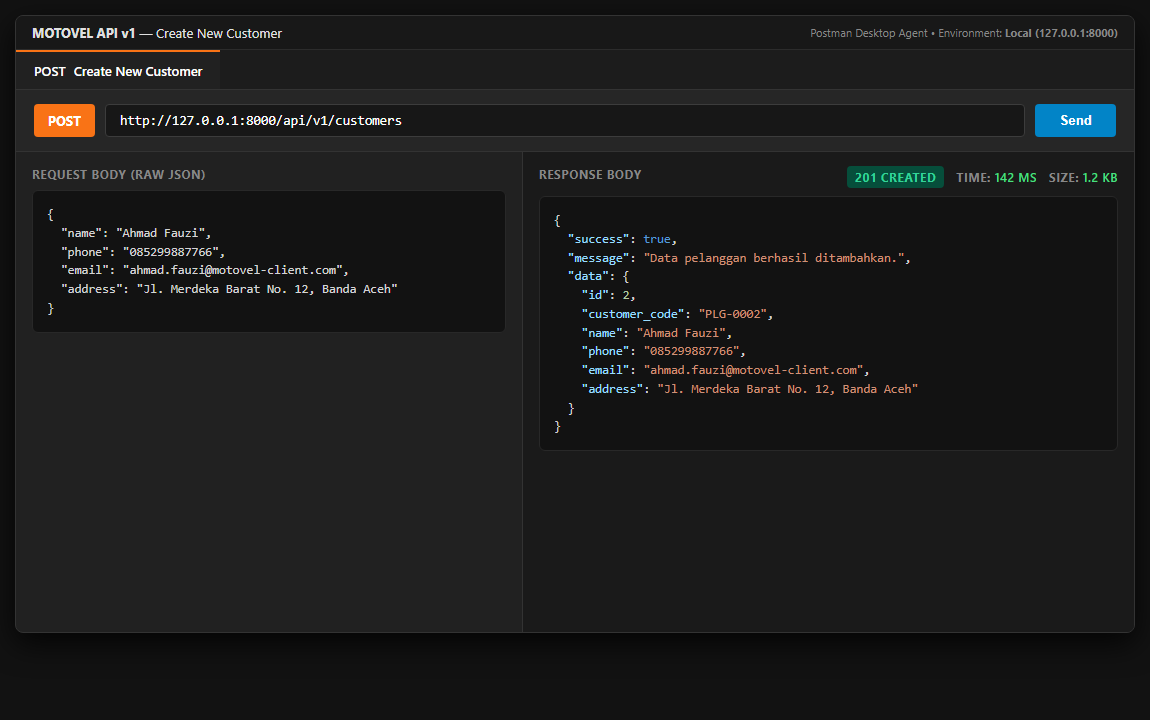 MOTOVEL API v1 — Create New Customer
Postman Desktop Agent • Environment: Local (127.0.0.1:8000)
POST Create New Customer
POST
http://127.0.0.1:8000/api/v1/customers
Send
REQUEST BODY (RAW JSON)
{
  "name": "Ahmad Fauzi",
  "phone": "085299887766",
  "email": "ahmad.fauzi@motovel-client.com",
  "address": "Jl. Merdeka Barat No. 12, Banda Aceh"
}
RESPONSE BODY
201 CREATED TIME: 142 MS SIZE: 1.2 KB
{
  "success": true,
  "message": "Data pelanggan berhasil ditambahkan.",
  "data": {
    "id": 2,
    "customer_code": "PLG-0002",
    "name": "Ahmad Fauzi",
    "phone": "085299887766",
    "email": "ahmad.fauzi@motovel-client.com",
    "address": "Jl. Merdeka Barat No. 12, Banda Aceh"
  }
}